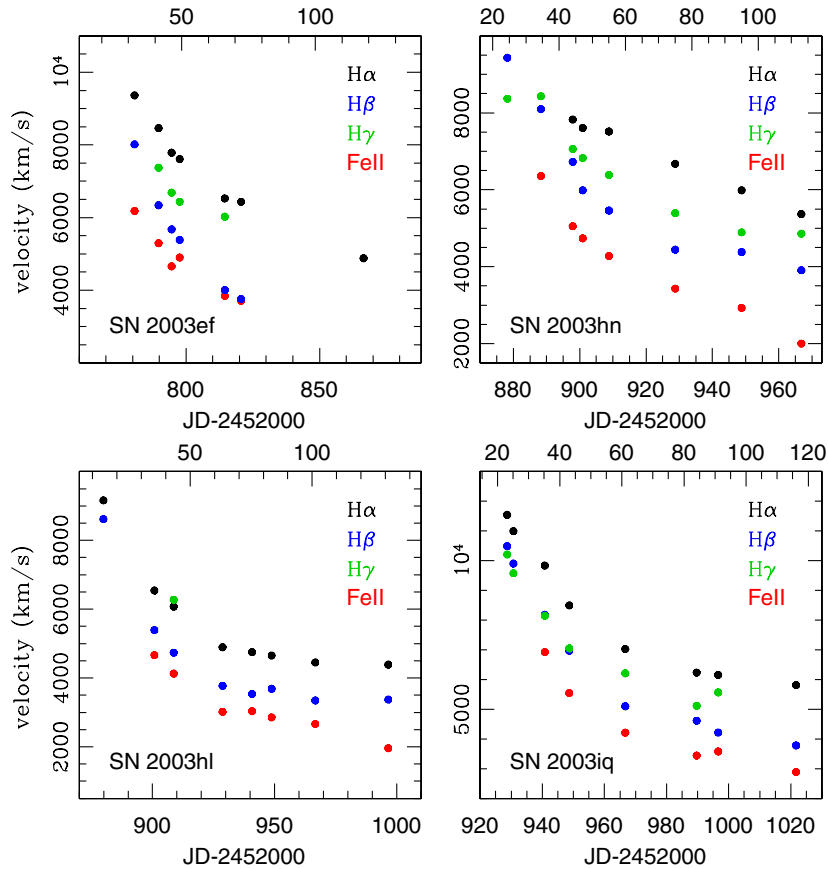 0 50 100
20 40 60 80 100
velocity (km/s)
10⁴
8000
6000
4000
Hα
Hβ
Hγ
FeII
SN 2003ef
800 850
JD-2452000
8000
6000
4000
2000
Hα
Hβ
Hγ
FeII
SN 2003hn
880 900 920 940 960
JD-2452000
0 50 100
20 40 60 80 100 120
velocity (km/s)
8000
6000
4000
2000
Hα
Hβ
Hγ
FeII
SN 2003hl
900 950 1000
JD-2452000
10⁴
5000
Hα
Hβ
Hγ
FeII
SN 2003iq
920 940 960 980 1000 1020
JD-2452000